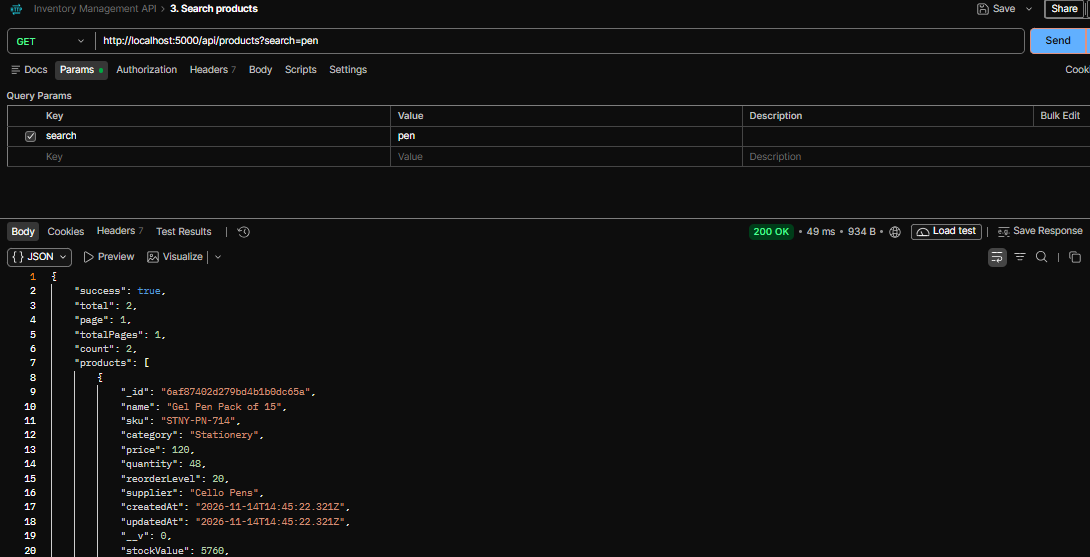 Inventory Management API > 3. Search products Save Share
GET http://localhost:5000/api/products?search=pen Send
Docs Params Authorization Headers 7 Body Scripts Settings Cooki
Query Params
Key Value Description Bulk Edit
search pen
Key Value Description
Body Cookies Headers 7 Test Results 200 OK • 49 ms • 934 B • Load test Save Response
{ } JSON Preview Visualize
1 {
2 "success": true,
3 "total": 2,
4 "page": 1,
5 "totalPages": 1,
6 "count": 2,
7 "products": [
8 {
9 "_id": "6af87402d279bd4b1b0dc65a",
10 "name": "Gel Pen Pack of 15",
11 "sku": "STNY-PN-714",
12 "category": "Stationery",
13 "price": 120,
14 "quantity": 48,
15 "reorderLevel": 20,
16 "supplier": "Cello Pens",
17 "createdAt": "2026-11-14T14:45:22.321Z",
18 "updatedAt": "2026-11-14T14:45:22.321Z",
19 "__v": 0,
20 "stockValue": 5760,